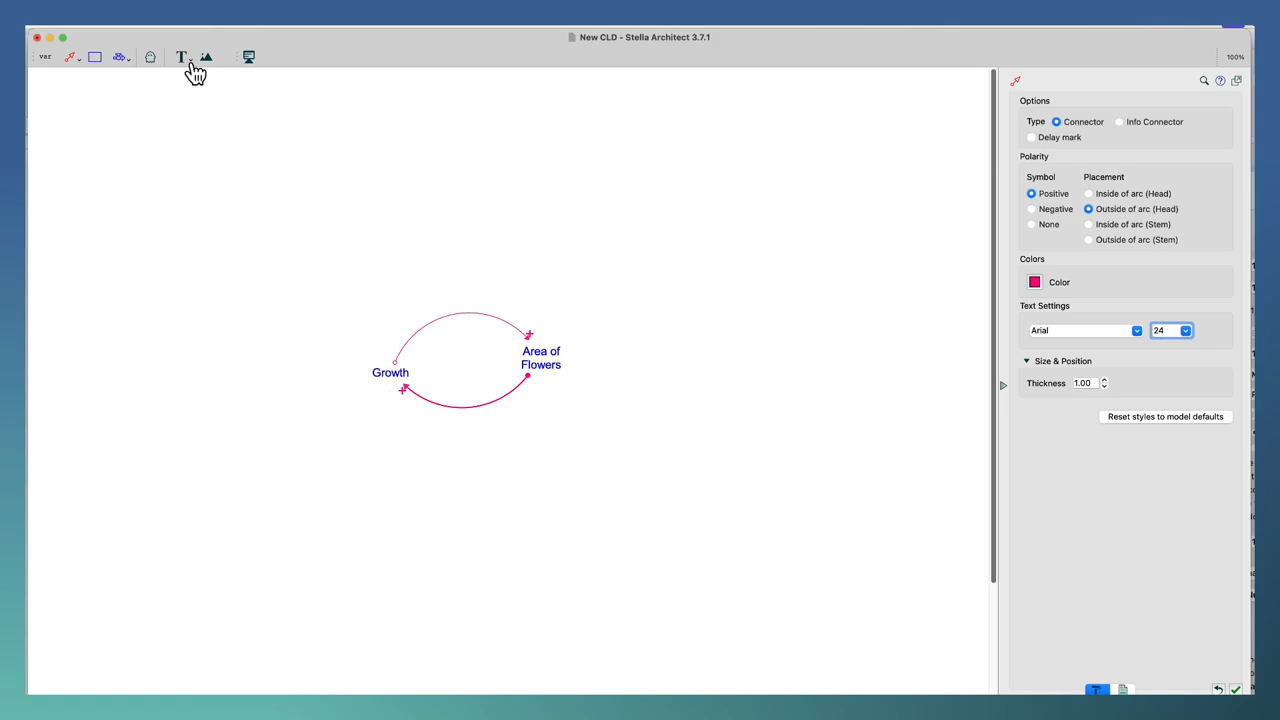 New CLD - Stella Architect 3.7.1
var
T
100%
Options
Type Connector Info Connector
Delay mark
Polarity
Symbol Placement
Positive Inside of arc (Head)
Negative Outside of arc (Head)
None Inside of arc (Stem)
Outside of arc (Stem)
Colors
Color
Text Settings
Arial 24
Size & Position
Thickness 1.00
Reset styles to model defaults
+
Area of
Flowers
Growth
+